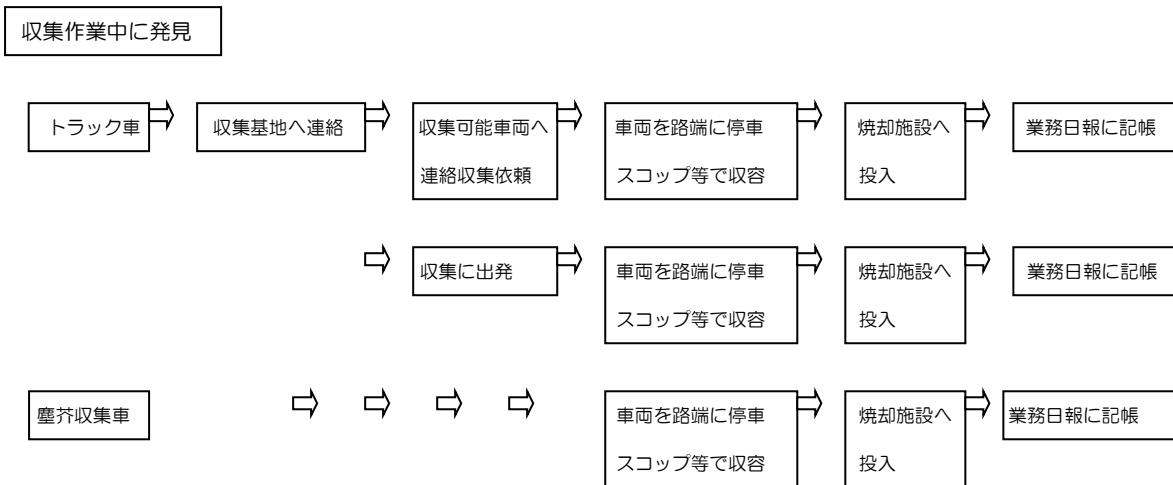 収集作業中に発見
トラック車
収集基地へ連絡
収集可能車両へ
連絡収集依頼
車両を路端に停車
スコップ等で収容
焼却施設へ
投入
業務日報に記帳
収集に出発
車両を路端に停車
スコップ等で収容
焼却施設へ
投入
業務日報に記帳
塵芥収集車
車両を路端に停車
スコップ等で収容
焼却施設へ
投入
業務日報に記帳